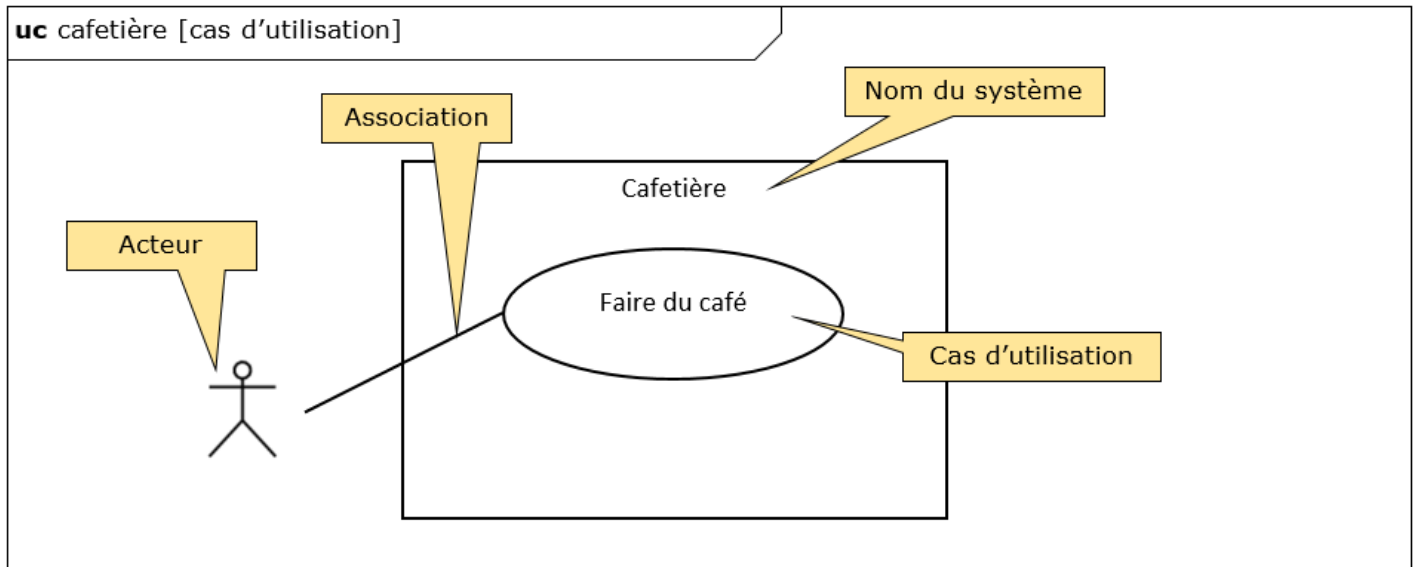 uc cafetière [cas d’utilisation]
Nom du système
Association
Cafetière
Acteur
Faire du café
Cas d’utilisation